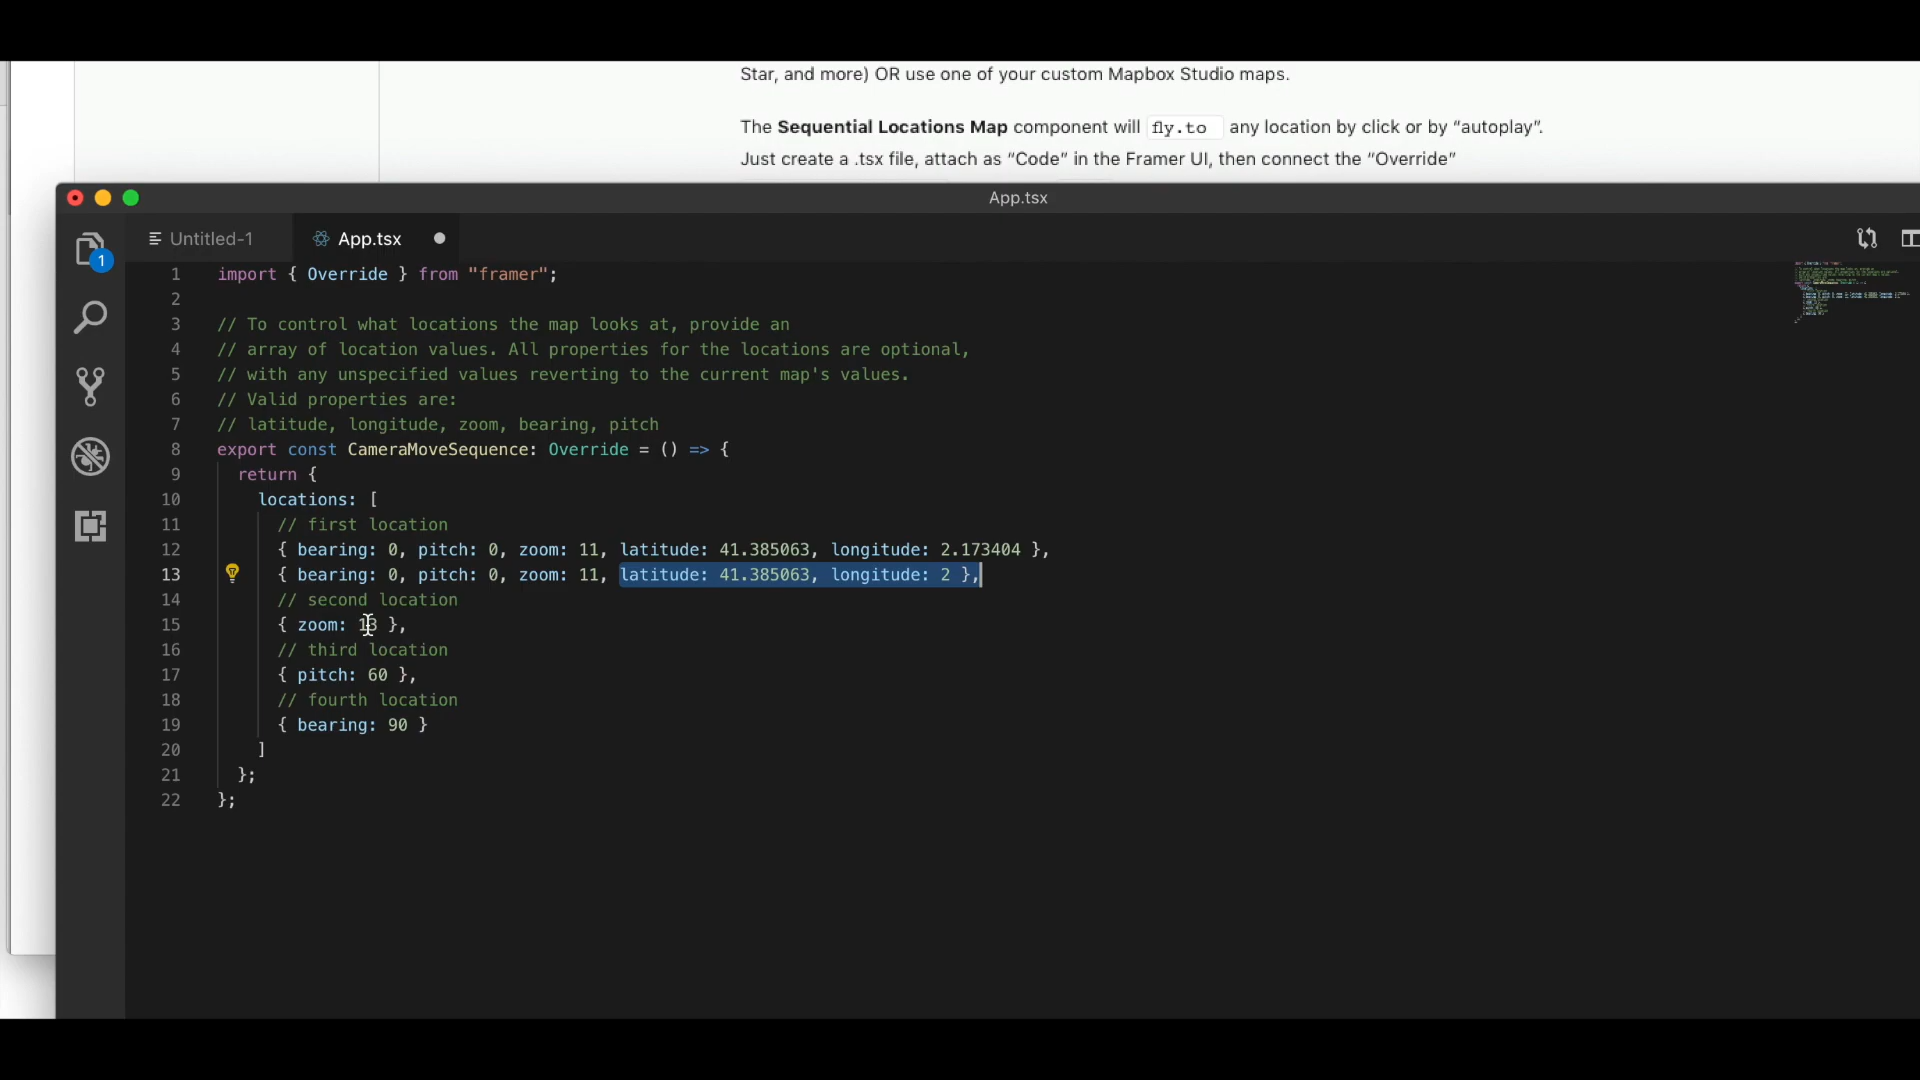 Star, and more) OR use one of your custom Mapbox Studio maps.
The Sequential Locations Map component will fly.to any location by click or by “autoplay”.
Just create a .tsx file, attach as “Code” in the Framer UI, then connect the “Override”
App.tsx
Untitled-1
App.tsx
1
1 import { Override } from "framer";
2
3 // To control what locations the map looks at, provide an
4 // array of location values. All properties for the locations are optional,
5 // with any unspecified values reverting to the current map's values.
6 // Valid properties are:
7 // latitude, longitude, zoom, bearing, pitch
8 export const CameraMoveSequence: Override = () => {
9 return {
10 locations: [
11 // first location
12 { bearing: 0, pitch: 0, zoom: 11, latitude: 41.385063, longitude: 2.173404 },
13 { bearing: 0, pitch: 0, zoom: 11, latitude: 41.385063, longitude: 2 },
14 // second location
15 { zoom: 13 },
16 // third location
17 { pitch: 60 },
18 // fourth location
19 { bearing: 90 }
20 ]
21 };
22 };